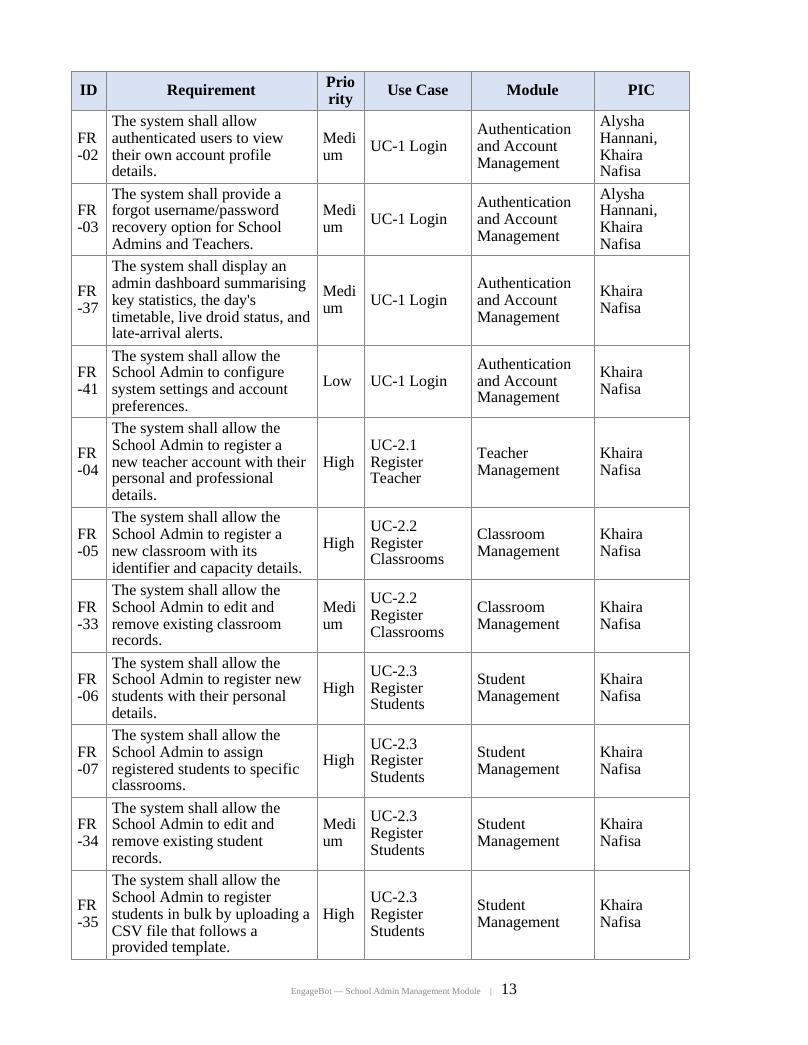 ID Requirement Prio rity Use Case Module PIC
FR -02 The system shall allow authenticated users to view their own account profile details. Medi um UC-1 Login Authentication and Account Management Alysha Hannani, Khaira Nafisa
FR -03 The system shall provide a forgot username/password recovery option for School Admins and Teachers. Medi um UC-1 Login Authentication and Account Management Alysha Hannani, Khaira Nafisa
FR -37 The system shall display an admin dashboard summarising key statistics, the day's timetable, live droid status, and late-arrival alerts. Medi um UC-1 Login Authentication and Account Management Khaira Nafisa
FR -41 The system shall allow the School Admin to configure system settings and account preferences. Low UC-1 Login Authentication and Account Management Khaira Nafisa
FR -04 The system shall allow the School Admin to register a new teacher account with their personal and professional details. High UC-2.1 Register Teacher Teacher Management Khaira Nafisa
FR -05 The system shall allow the School Admin to register a new classroom with its identifier and capacity details. High UC-2.2 Register Classrooms Classroom Management Khaira Nafisa
FR -33 The system shall allow the School Admin to edit and remove existing classroom records. Medi um UC-2.2 Register Classrooms Classroom Management Khaira Nafisa
FR -06 The system shall allow the School Admin to register new students with their personal details. High UC-2.3 Register Students Student Management Khaira Nafisa
FR -07 The system shall allow the School Admin to assign registered students to specific classrooms. High UC-2.3 Register Students Student Management Khaira Nafisa
FR -34 The system shall allow the School Admin to edit and remove existing student records. Medi um UC-2.3 Register Students Student Management Khaira Nafisa
FR -35 The system shall allow the School Admin to register students in bulk by uploading a CSV file that follows a provided template. High UC-2.3 Register Students Student Management Khaira Nafisa
EngageBot — School Admin Management Module | 13